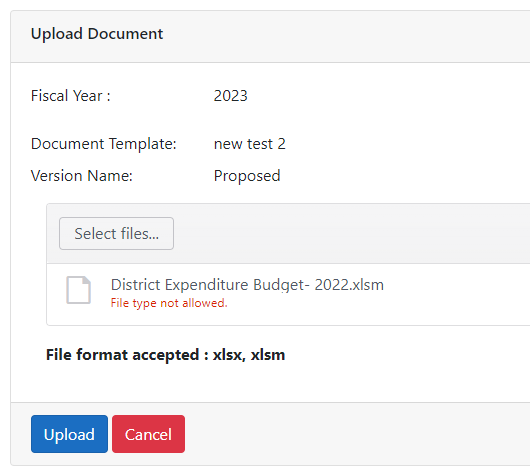 Upload Document
Fiscal Year : 2023
Document Template: new test 2
Version Name: Proposed
Select files...
District Expenditure Budget- 2022.xlsm
File type not allowed.
File format accepted : xlsx, xlsm
Upload Cancel